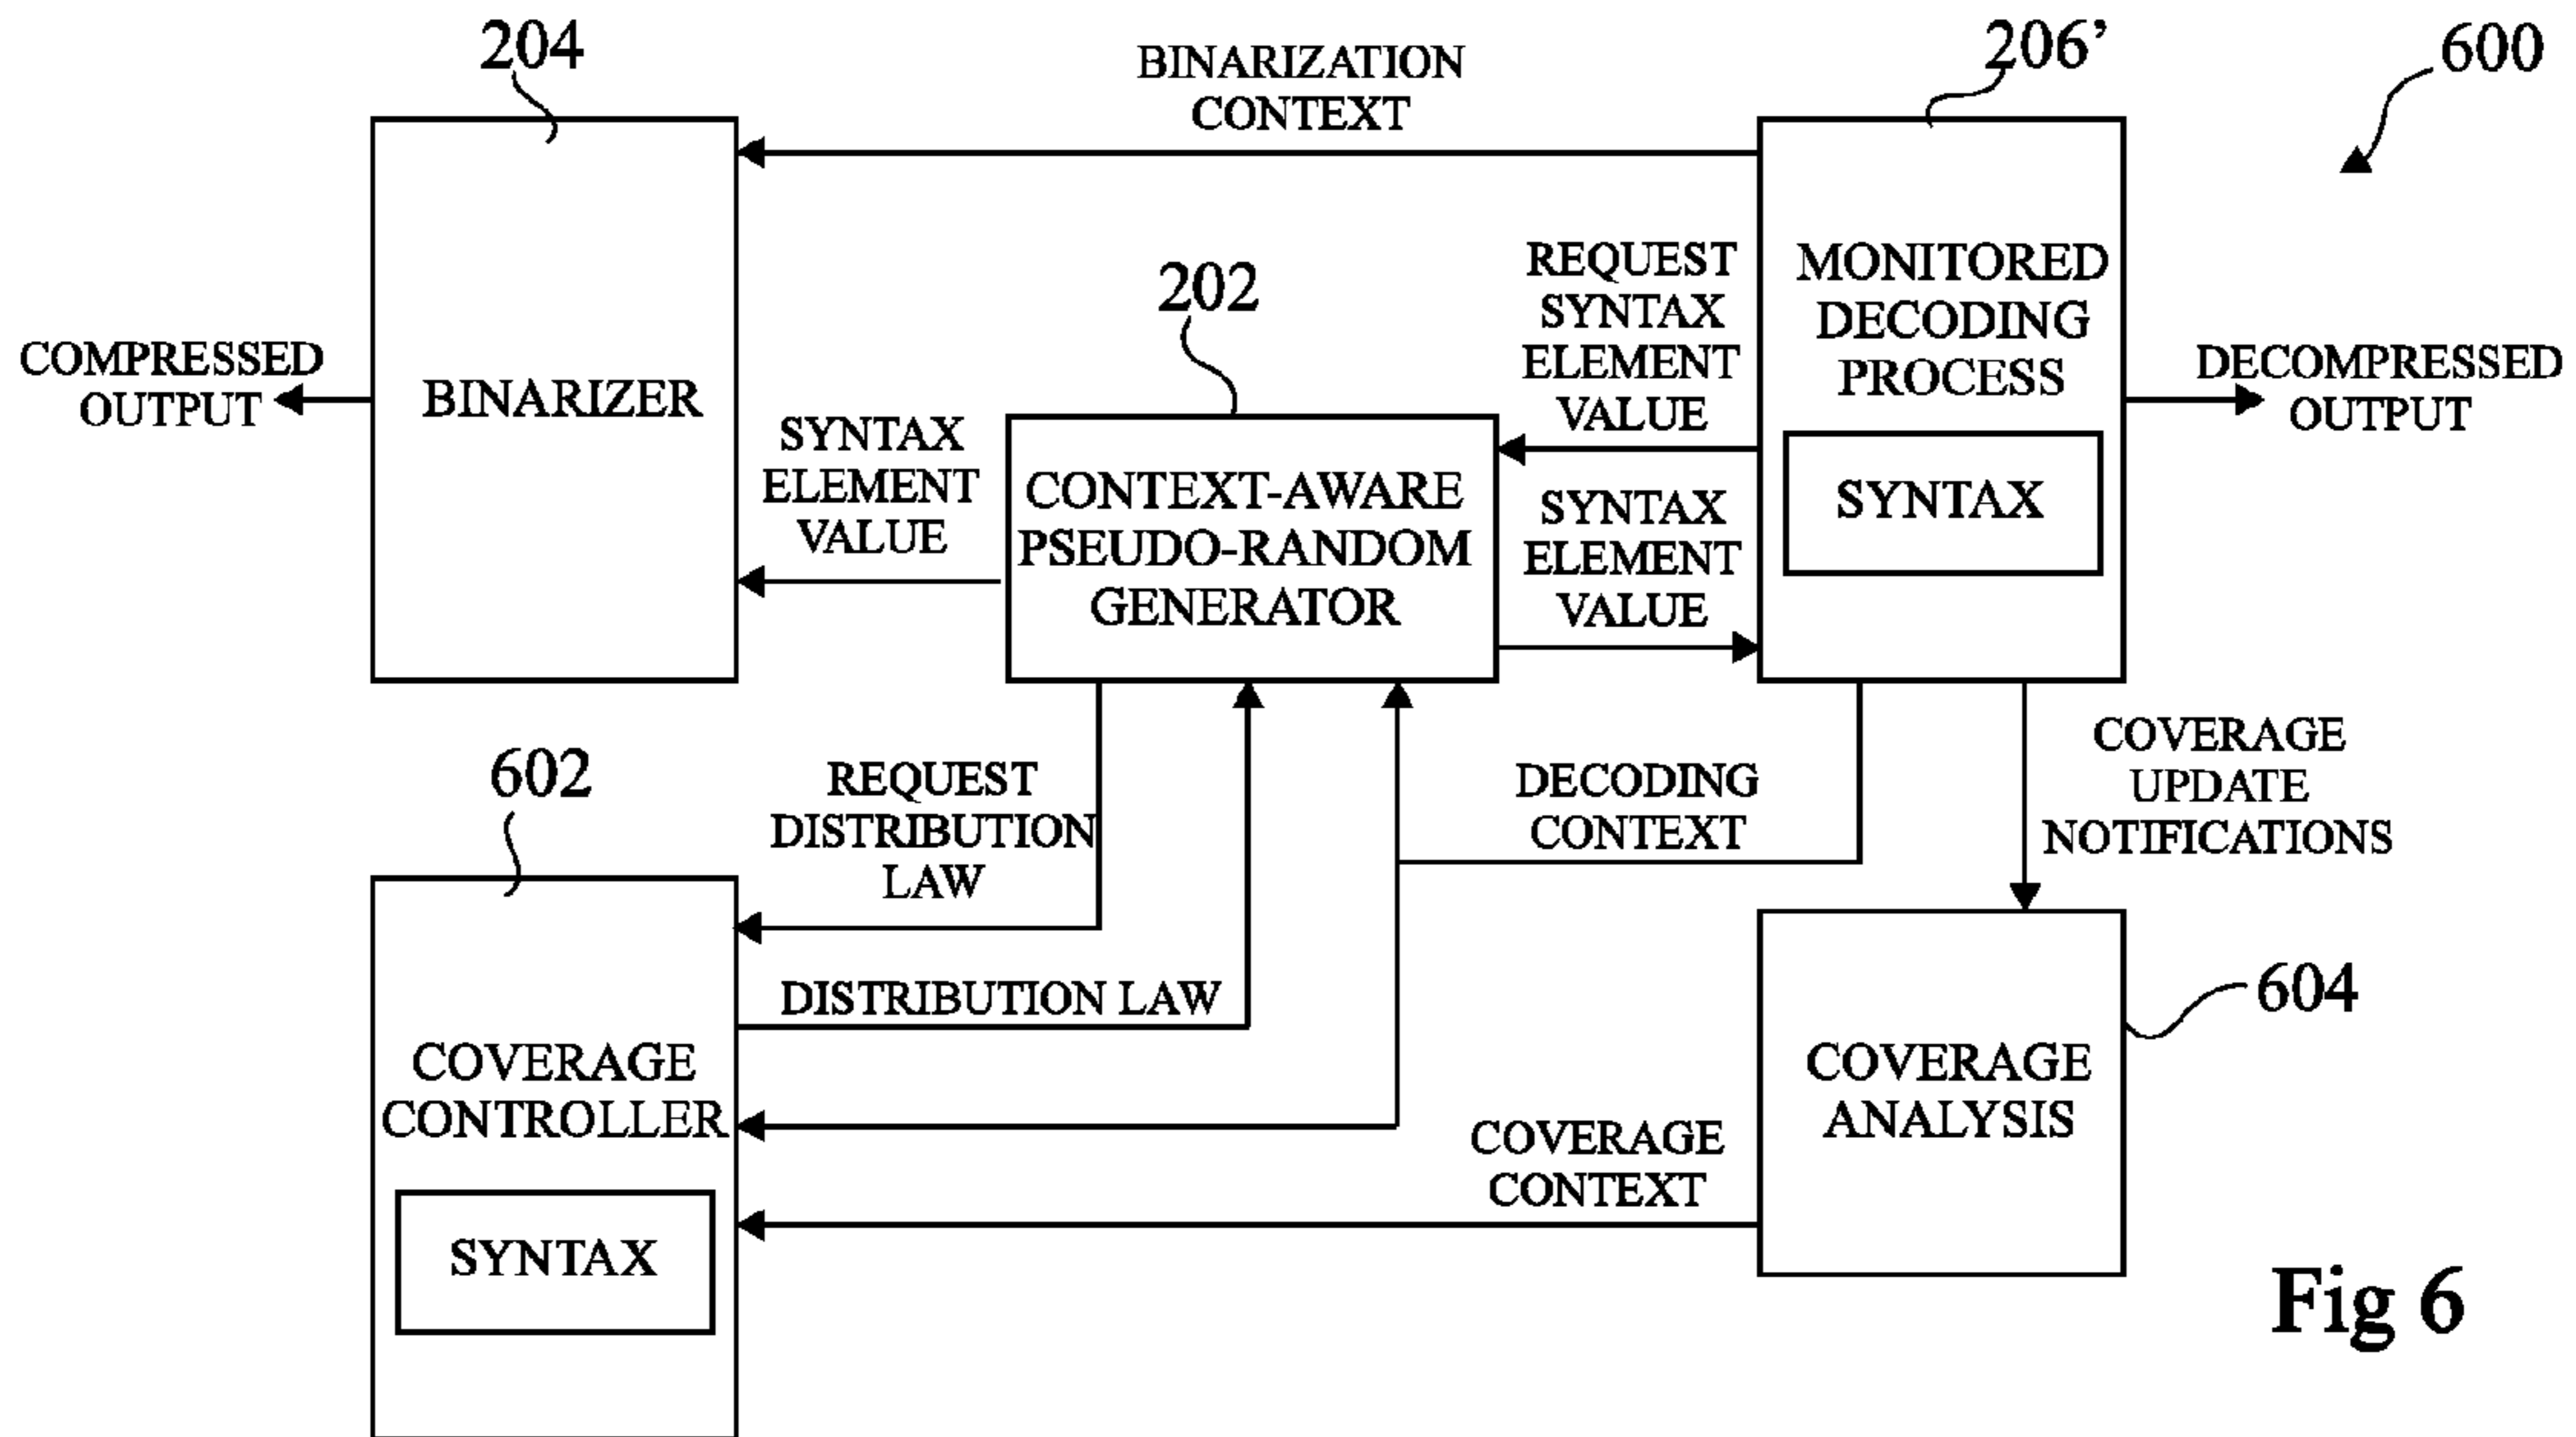 204
BINARIZATION
CONTEXT
206’
600
BINARIZER
COMPRESSED
OUTPUT
SYNTAX
ELEMENT
VALUE
202
CONTEXT-AWARE
PSEUDO-RANDOM
GENERATOR
REQUEST
SYNTAX
ELEMENT
VALUE
SYNTAX
ELEMENT
VALUE
MONITORED
DECODING
PROCESS
SYNTAX
DECOMPRESSED
OUTPUT
602
REQUEST
DISTRIBUTION
LAW
DISTRIBUTION LAW
DECODING
CONTEXT
COVERAGE
UPDATE
NOTIFICATIONS
COVERAGE
CONTROLLER
SYNTAX
COVERAGE
CONTEXT
COVERAGE
ANALYSIS
604
Fig 6